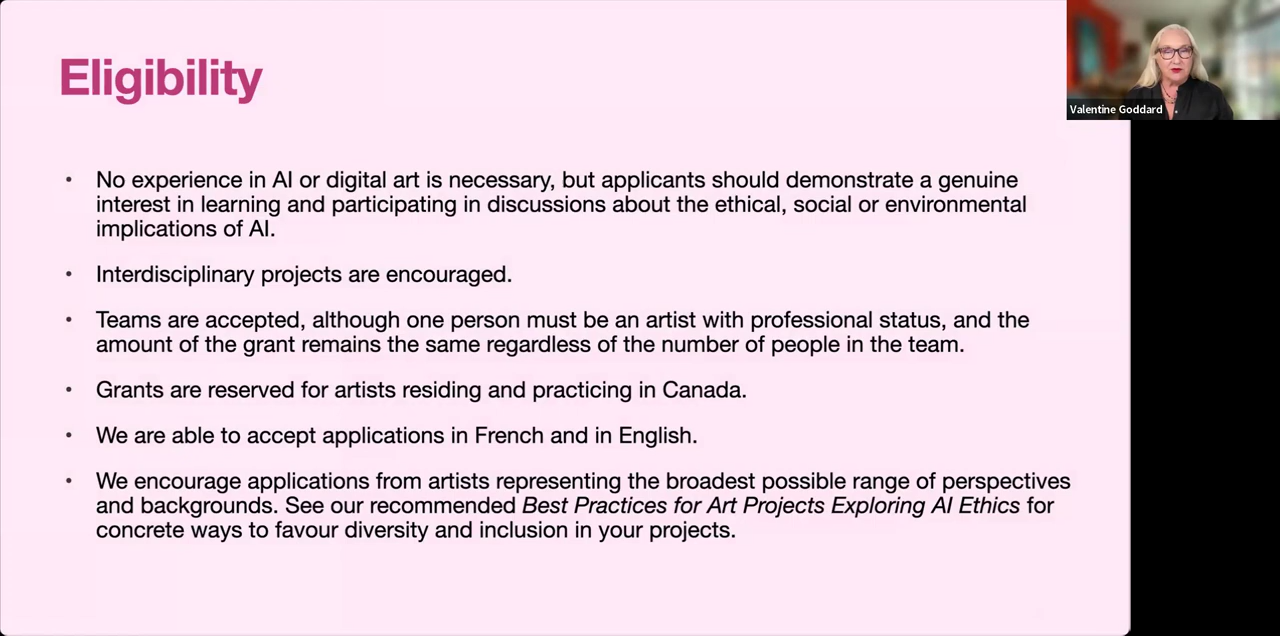 Eligibility
Valentine Goddard
• No experience in AI or digital art is necessary, but applicants should demonstrate a genuine
interest in learning and participating in discussions about the ethical, social or environmental
implications of AI.
• Interdisciplinary projects are encouraged.
• Teams are accepted, although one person must be an artist with professional status, and the
amount of the grant remains the same regardless of the number of people in the team.
• Grants are reserved for artists residing and practicing in Canada.
• We are able to accept applications in French and in English.
• We encourage applications from artists representing the broadest possible range of perspectives
and backgrounds. See our recommended Best Practices for Art Projects Exploring AI Ethics for
concrete ways to favour diversity and inclusion in your projects.